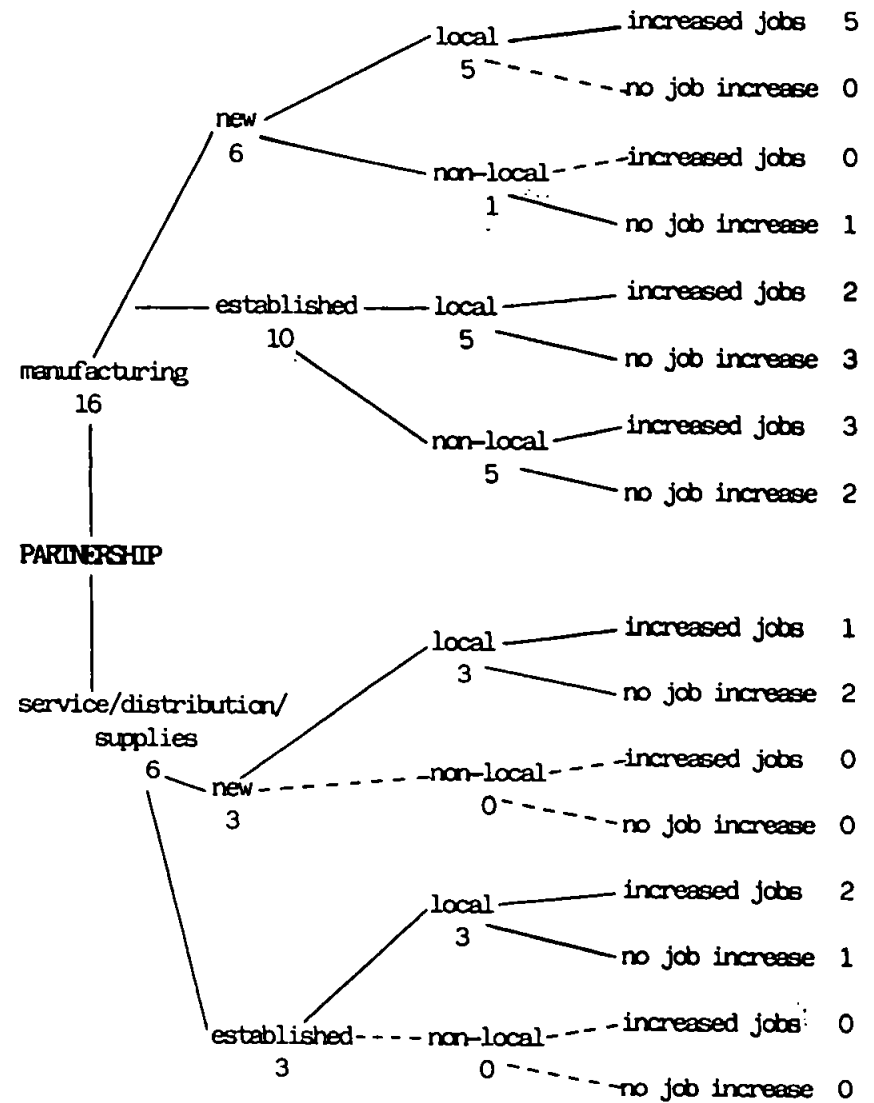 increased jobs 5
local
5
no job increase 0
new
6
increased jobs 0
non-local
1
no job increase 1
increased jobs 2
established
local
10
5
no job increase 3
manufacturing
16
increased jobs 3
non-local
5
no job increase 2
PARTNERSHIP
increased jobs 1
local
3
no job increase 2
service/distribution/
supplies
6
increased jobs 0
non-local
new
0
3
no job increase 0
increased jobs 2
local
3
no job increase 1
increased jobs 0
established
non-local
3
0
no job increase 0